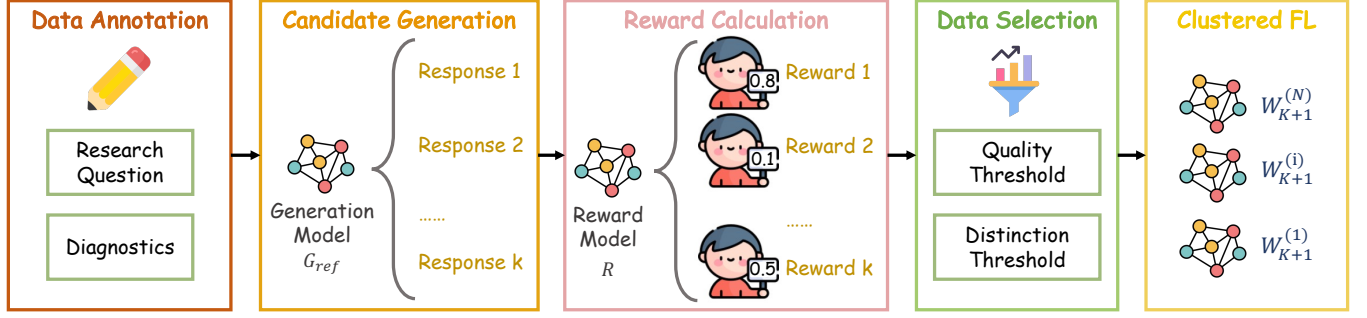 Data Annotation
Research
Question
Diagnostics
Candidate Generation
Generation
Model
G_{ref}
Response 1
Response 2
......
Response k
Reward Calculation
Reward
Model
R
0.8
Reward 1
0.1
Reward 2
......
0.5
Reward k
Data Selection
Quality
Threshold
Distinction
Threshold
Clustered FL
W_{K+1}^{(N)}
W_{K+1}^{(i)}
W_{K+1}^{(1)}